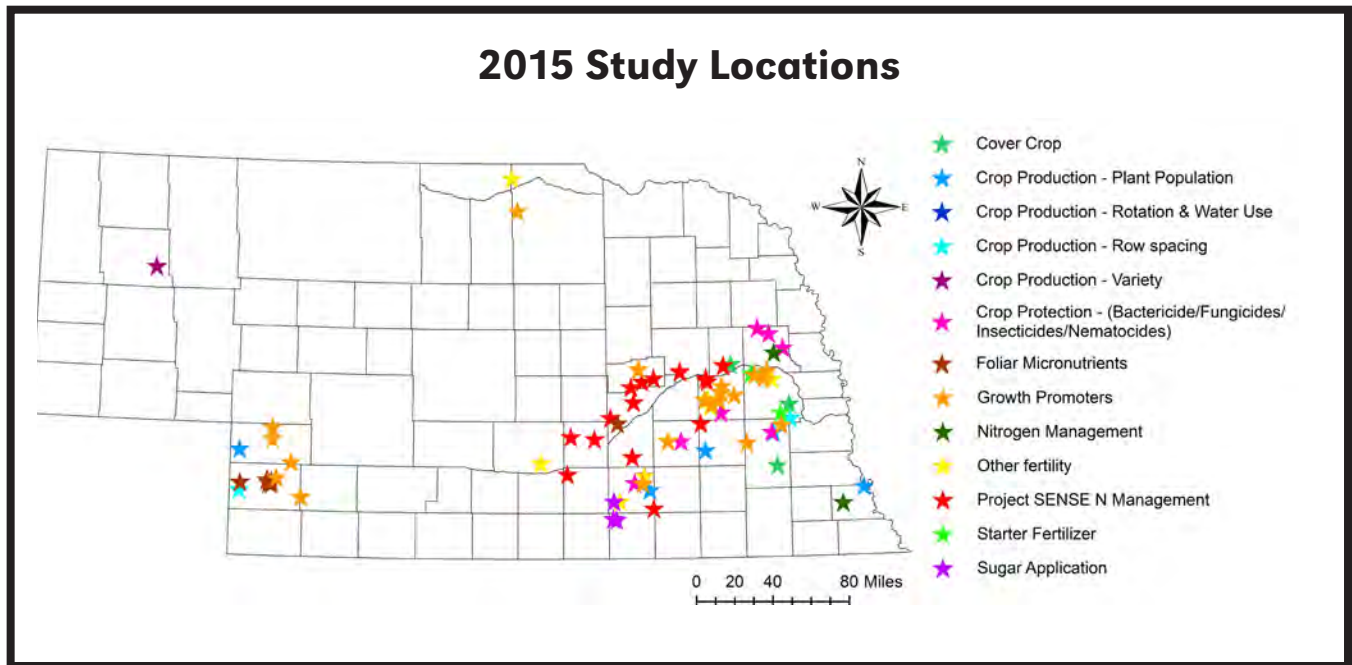 2015 Study Locations
N
W E
S
Cover Crop
Crop Production - Plant Population
Crop Production - Rotation & Water Use
Crop Production - Row spacing
Crop Production - Variety
Crop Protection - (Bactericide/Fungicides/
Insecticides/Nematocides)
Foliar Micronutrients
Growth Promoters
Nitrogen Management
Other fertility
Project SENSE N Management
Starter Fertilizer
Sugar Application
0 20 40 80 Miles